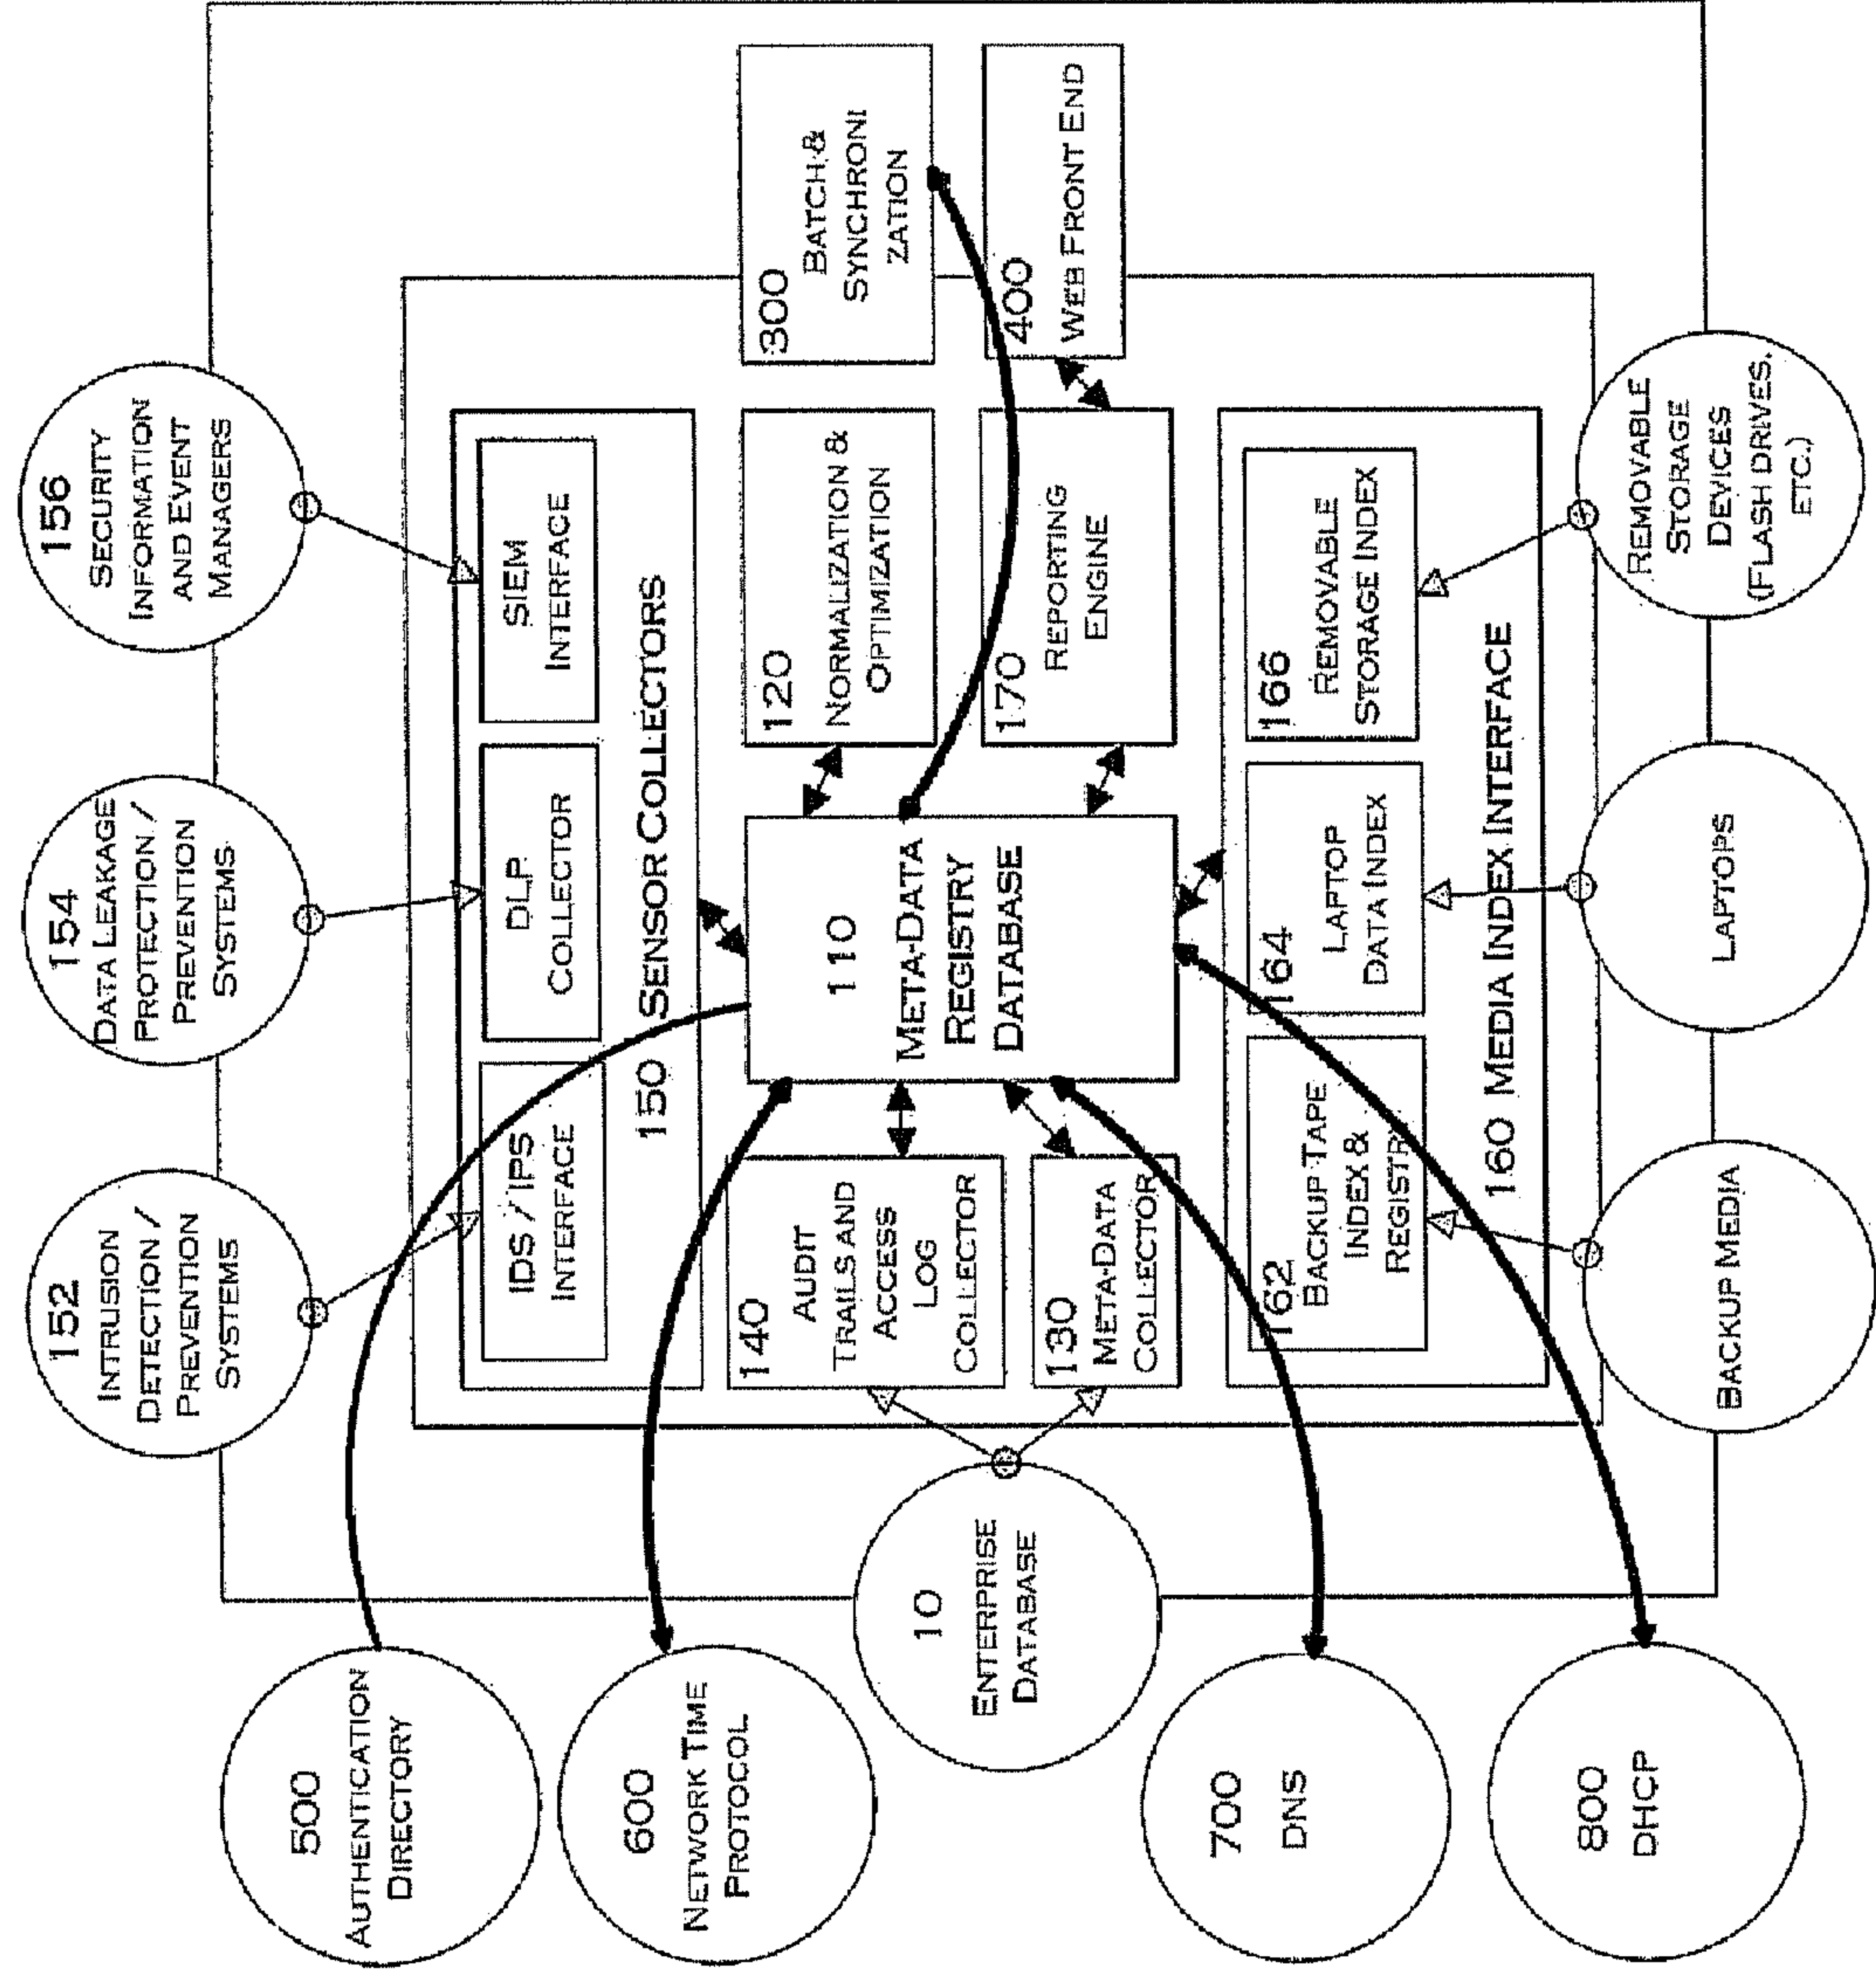 500
AUTHENTICATION
DIRECTORY
600
NETWORK TIME
PROTOCOL
10
ENTERPRISE
DATABASE
700
DNS
800
DHCP
152
INTRUSION
DETECTION /
PREVENTION
SYSTEMS
154
DATA LEAKAGE
PROTECTION /
PREVENTION
SYSTEMS
156
SECURITY
INFORMATION
AND EVENT
MANAGERS
IDS / IPS
INTERFACE
DLP
COLLECTOR
SIEM
INTERFACE
150 SENSOR COLLECTORS
140
AUDIT
TRAILS AND
ACCESS
LOG
COLLECTOR
130
META-DATA
COLLECTOR
110
META-DATA
REGISTRY
DATABASE
120
NORMALIZATION &
OPTIMIZATION
170
REPORTING
ENGINE
300
BATCH &
SYNCHRONI
ZATION
400
WEB FRONT END
162
BACKUP TAPE
INDEX &
REGISTRY
164
LAPTOP
DATA INDEX
166
REMOVABLE
STORAGE INDEX
160 MEDIA INDEX INTERFACE
BACKUP MEDIA
LAPTOPS
REMOVABLE
STORAGE
DEVICES
(FLASH DRIVES,
ETC.)